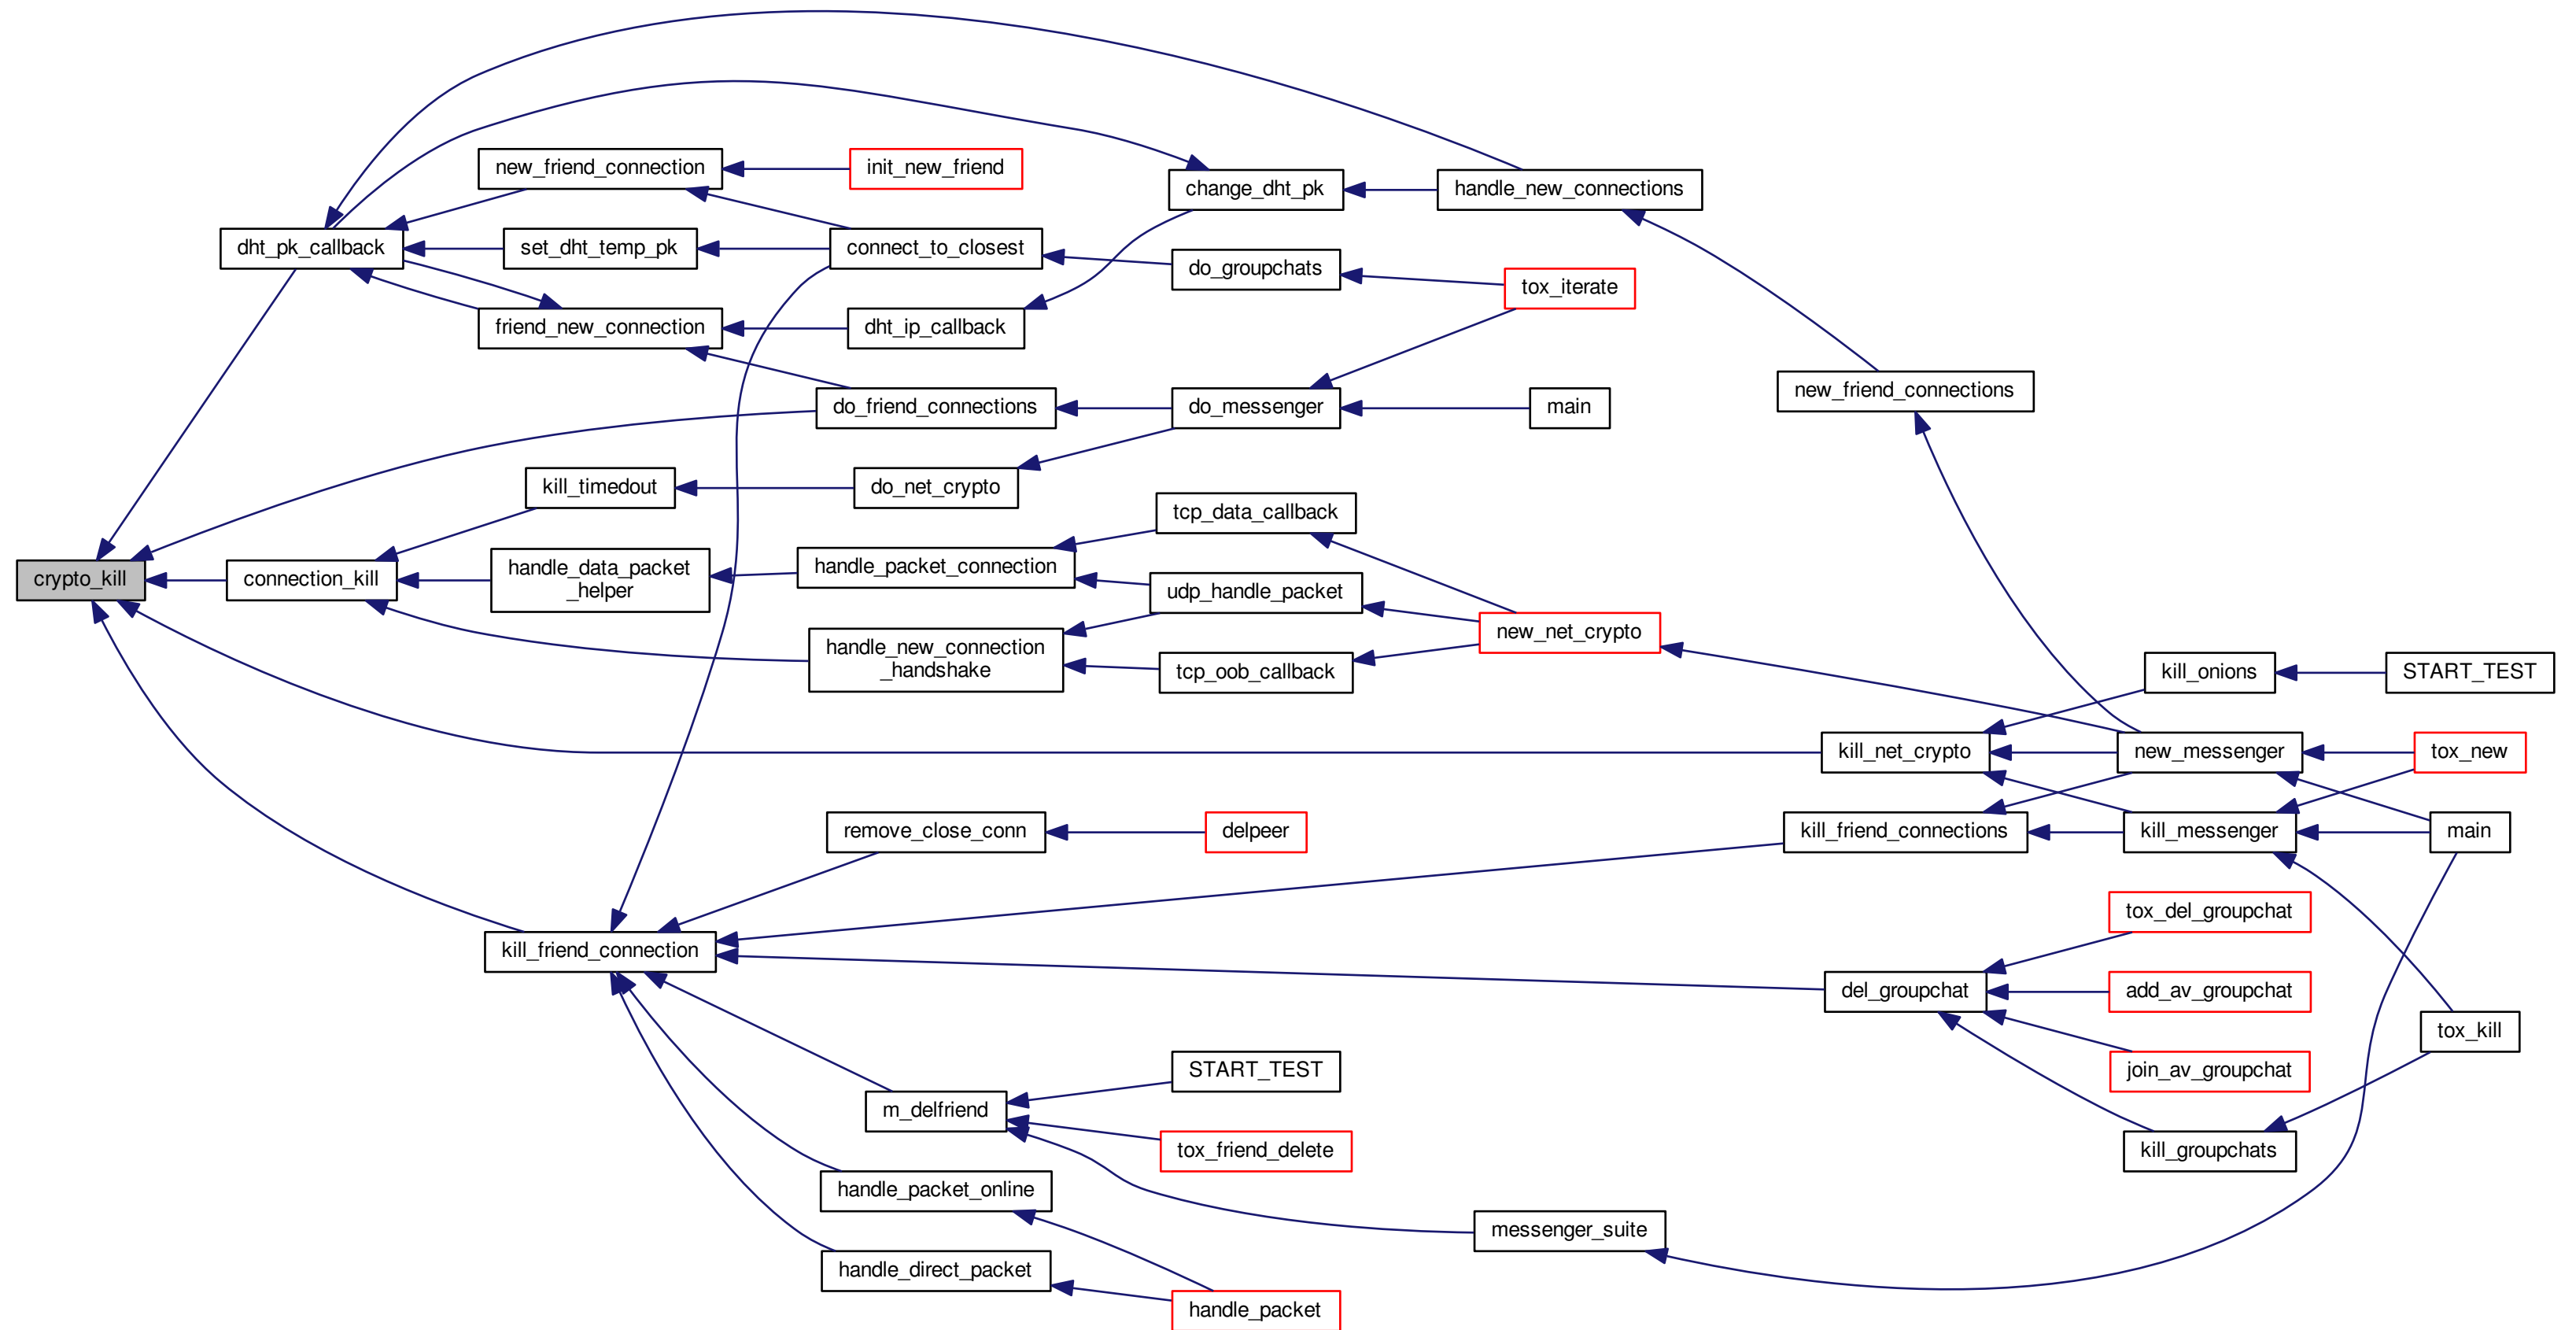 new_friend_connection
init_new_friend
change_dht_pk
handle_new_connections
dht_pk_callback
set_dht_temp_pk
connect_to_closest
do_groupchats
tox_iterate
friend_new_connection
dht_ip_callback
new_friend_connections
do_friend_connections
do_messenger
main
kill_timedout
do_net_crypto
tcp_data_callback
crypto_kill
connection_kill
handle_data_packet
_helper
handle_packet_connection
udp_handle_packet
new_net_crypto
handle_new_connection
_handshake
tcp_oob_callback
kill_onions
START_TEST
kill_net_crypto
new_messenger
tox_new
remove_close_conn
delpeer
kill_friend_connections
kill_messenger
main
tox_del_groupchat
kill_friend_connection
del_groupchat
add_av_groupchat
tox_kill
START_TEST
join_av_groupchat
m_delfriend
tox_friend_delete
kill_groupchats
handle_packet_online
messenger_suite
handle_direct_packet
handle_packet